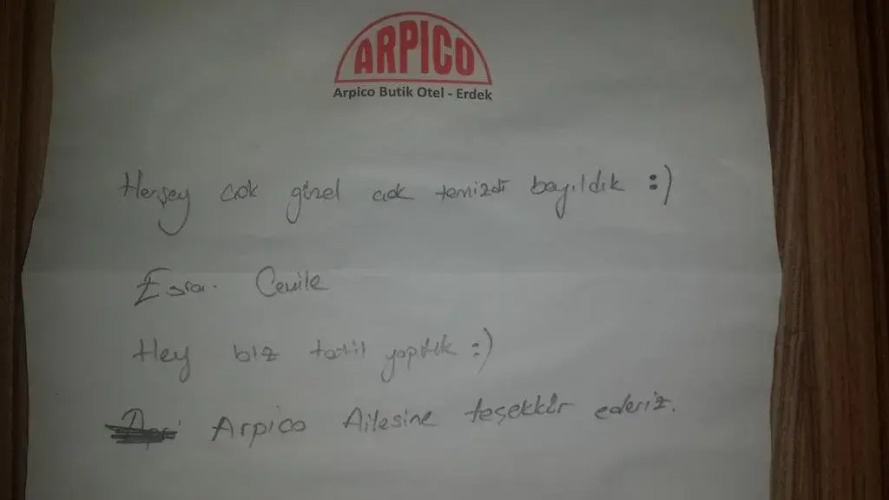 ARPICO
Arpico Butik Otel - Erdek
Herşey çok güzel çok temizdi bayıldık :)
Esra. Cemile
Hey biz tatil yaptık :)
Arpico Ailesine teşekkür ederiz.